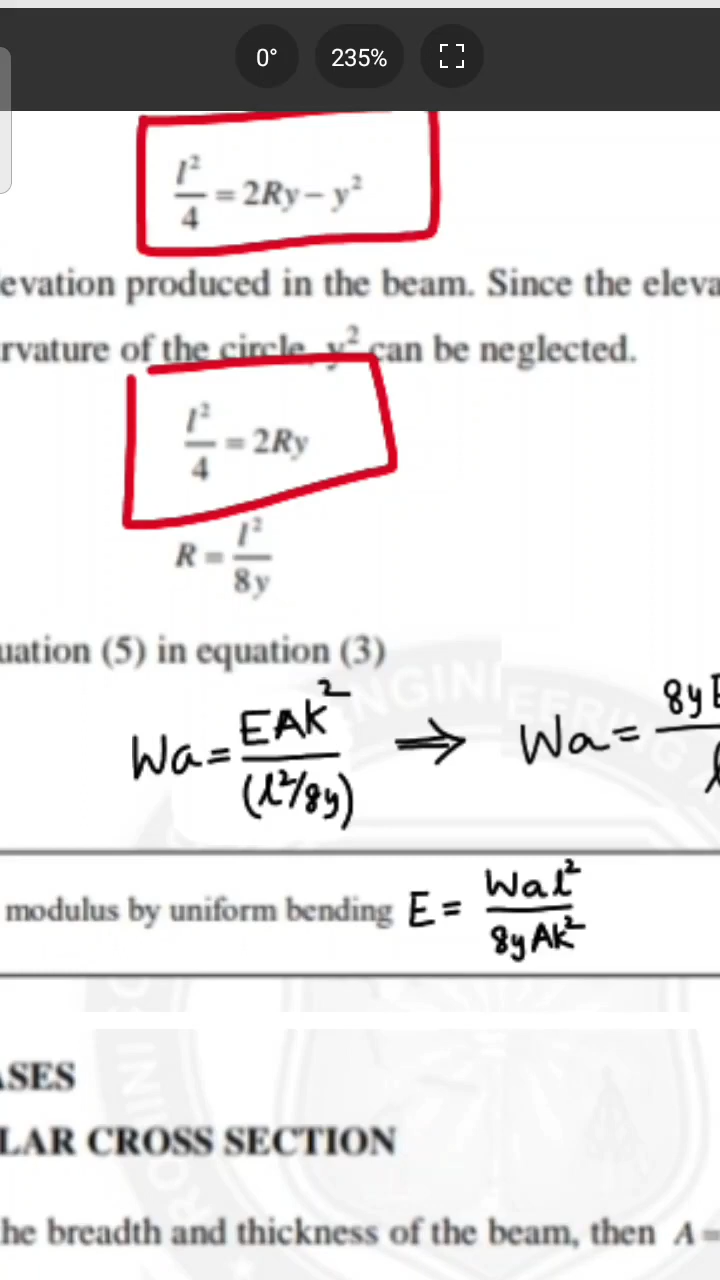 0° 235%
l²/4 = 2Ry – y²
evation produced in the beam. Since the eleva
rvature of the circle, y² can be neglected.
l²/4 = 2Ry
R = l²/8y
uation (5) in equation (3)
Wa = EAK²/(l²/8y) ⇒ Wa = 8yE
modulus by uniform bending E = Wal²/8yAK²
ASES
LAR CROSS SECTION
he breadth and thickness of the beam, then A =